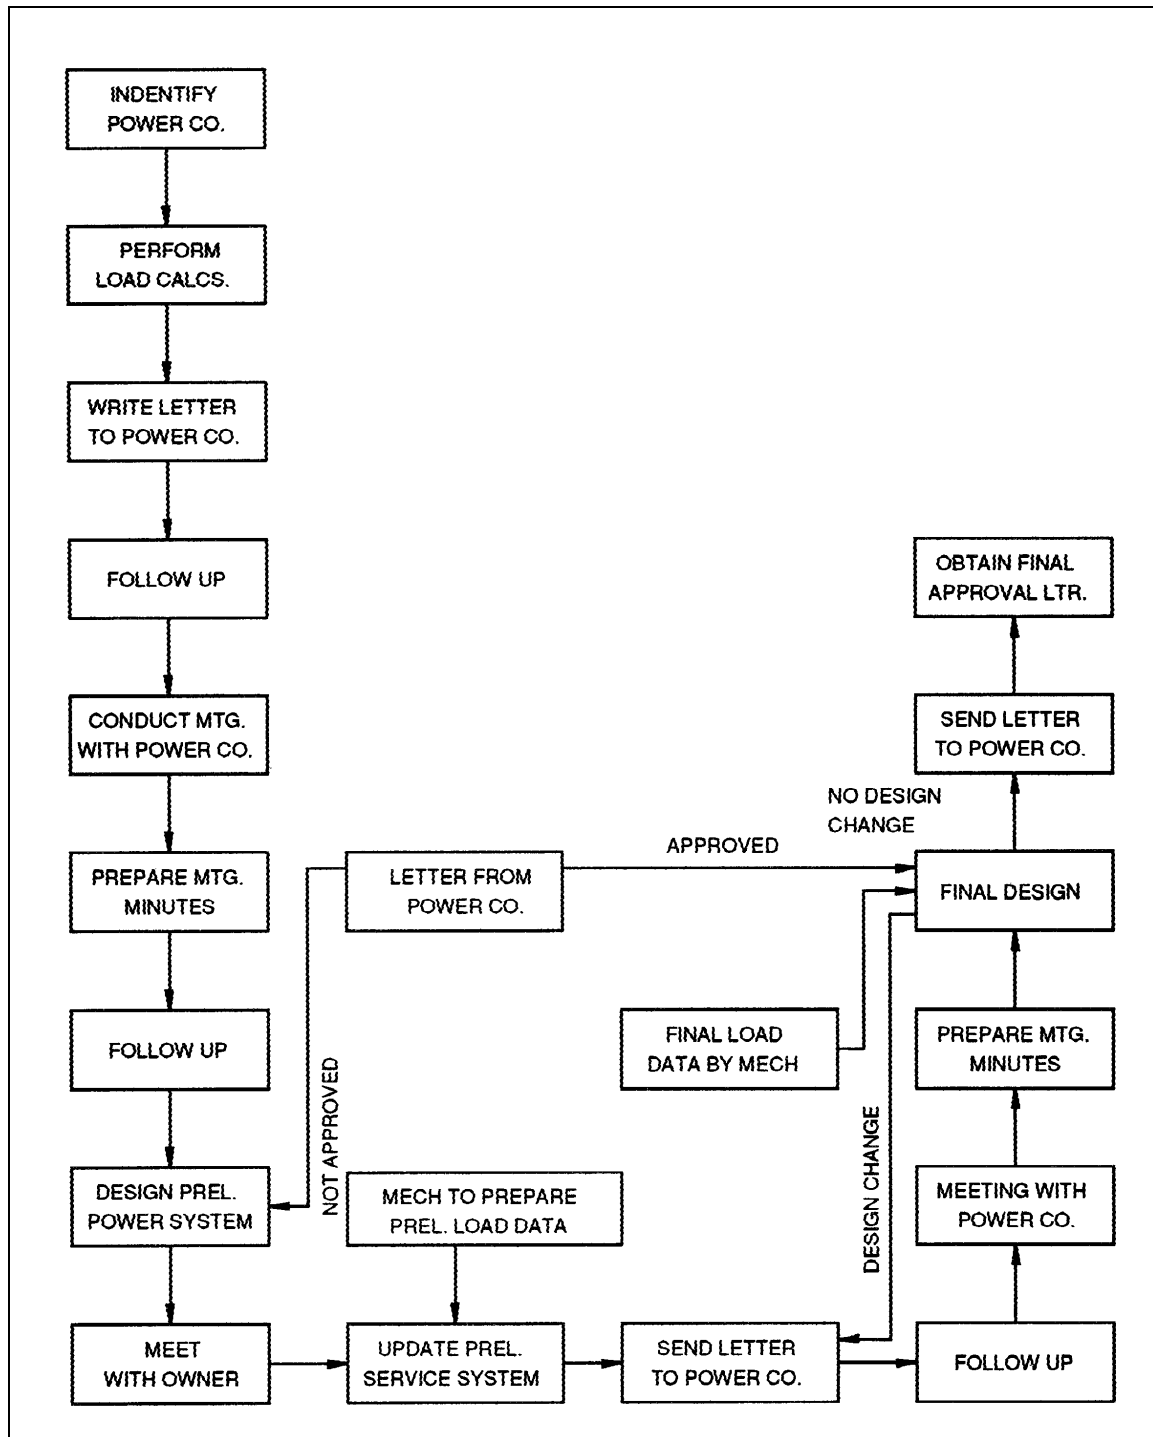 INDENTIFY
POWER CO.
PERFORM
LOAD CALCS.
WRITE LETTER
TO POWER CO.
FOLLOW UP
CONDUCT MTG.
WITH POWER CO.
PREPARE MTG.
MINUTES
FOLLOW UP
DESIGN PREL.
POWER SYSTEM
MEET
WITH OWNER
LETTER FROM
POWER CO.
NOT APPROVED
APPROVED
MECH TO PREPARE
PREL. LOAD DATA
UPDATE PREL.
SERVICE SYSTEM
FINAL LOAD
DATA BY MECH
SEND LETTER
TO POWER CO.
DESIGN CHANGE
NO DESIGN
CHANGE
OBTAIN FINAL
APPROVAL LTR.
SEND LETTER
TO POWER CO.
FINAL DESIGN
PREPARE MTG.
MINUTES
MEETING WITH
POWER CO.
FOLLOW UP